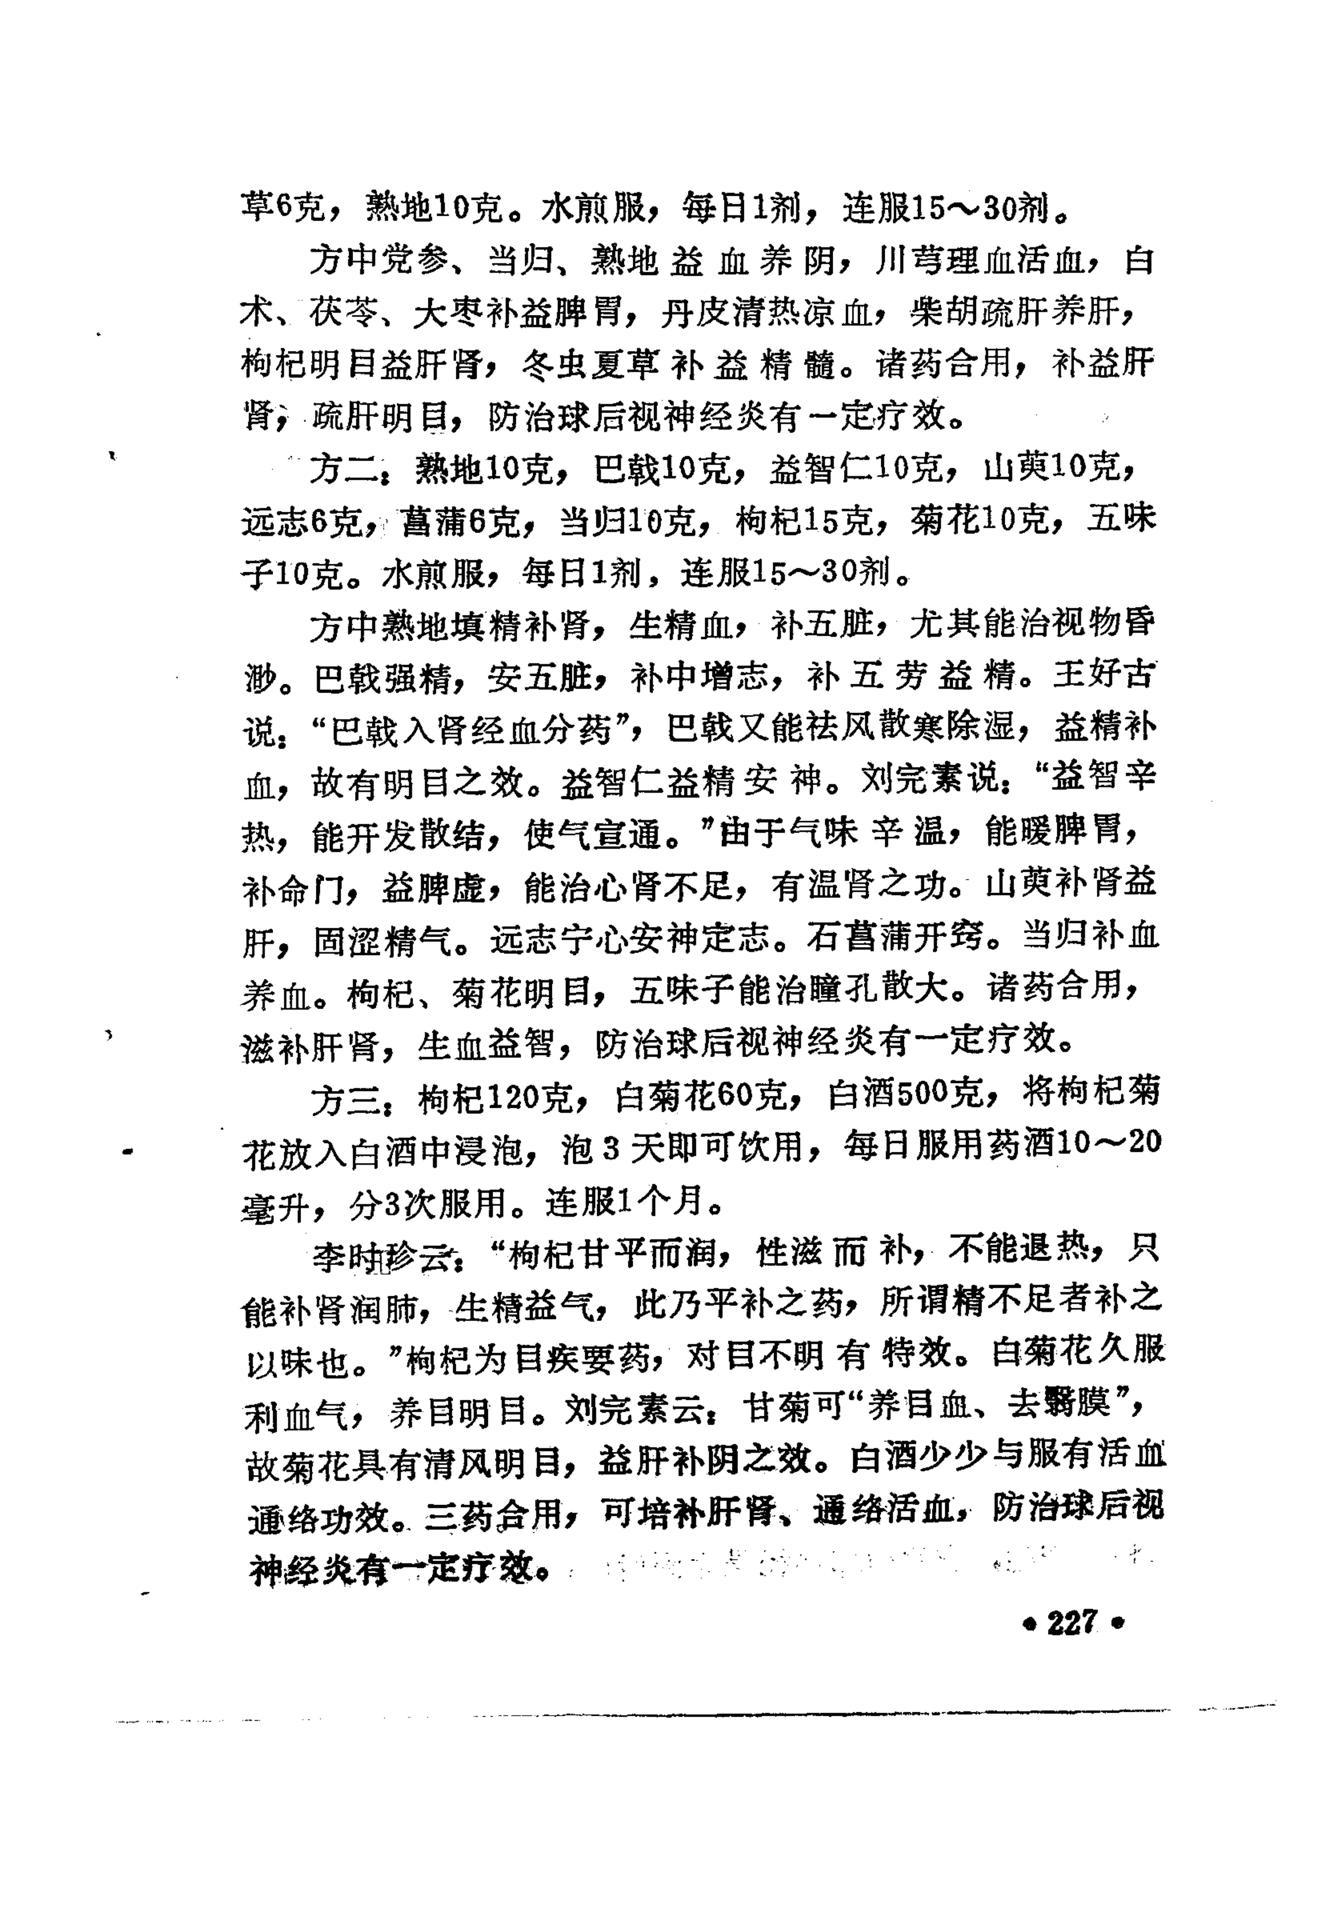 草6克，熟地10克。水煎服，每日1剂，连服15～30剂。
方中党参、当归、熟地益血养阴，川芎理血活血，白
术、茯苓、大枣补益脾胃，丹皮清热凉血，柴胡疏肝养肝，
枸杞明目益肝肾，冬虫夏草补益精髓。诸药合用，补益肝
肾，疏肝明目，防治球后视神经炎有一定疗效。
方二：熟地10克，巴戟10克，益智仁10克，山萸10克，
远志6克，菖蒲6克，当归10克，枸杞15克，菊花10克，五味
子10克。水煎服，每日1剂，连服15～30剂。
方中熟地填精补肾，生精血，补五脏，尤其能治视物昏
渺。巴戟强精，安五脏，补中增志，补五劳益精。王好古
说：“巴戟入肾经血分药”，巴戟又能祛风散寒除湿，益精补
血，故有明目之效。益智仁益精安神。刘完素说：“益智辛
热，能开发散结，使气宣通。”由于气味辛温，能暖脾胃，
补命门，益脾虚，能治心肾不足，有温肾之功。山萸补肾益
肝，固涩精气。远志宁心安神定志。石菖蒲开窍。当归补血
养血。枸杞、菊花明目，五味子能治瞳孔散大。诸药合用，
滋补肝肾，生血益智，防治球后视神经炎有一定疗效。
方三：枸杞120克，白菊花60克，白酒500克，将枸杞菊
花放入白酒中浸泡，泡3天即可饮用，每日服用药酒10～20
毫升，分3次服用。连服1个月。
李时珍云：“枸杞甘平而润，性滋而补，不能退热，只
能补肾润肺，生精益气，此乃平补之药，所谓精不足者补之
以味也。”枸杞为目疾要药，对目不明有特效。白菊花久服
利血气，养目明目。刘完素云：甘菊可“养目血、去翳膜”，
故菊花具有清风明目，益肝补阴之效。白酒少少与服有活血
通络功效。三药合用，可培补肝肾、通络活血，防治球后视
神经炎有一定疗效。
• 227 •